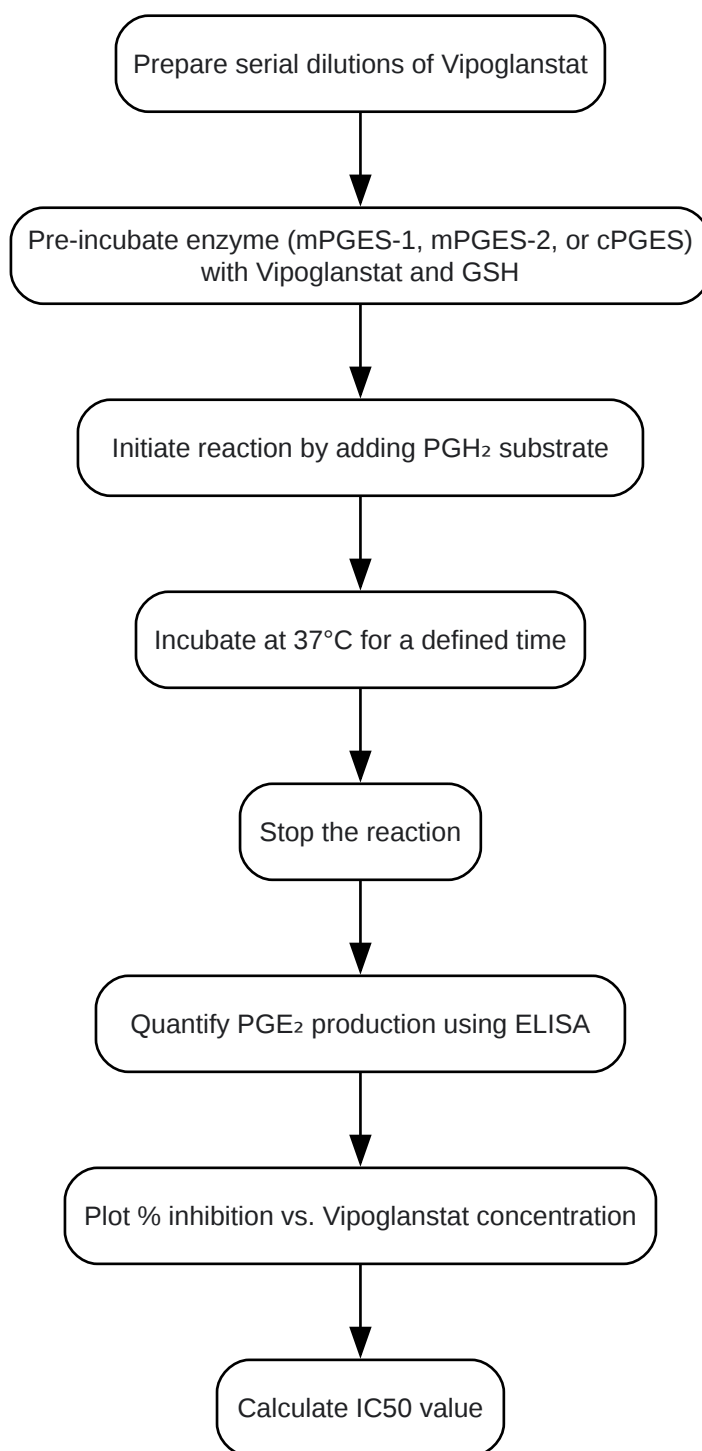 Prepare serial dilutions of Vipoglanstat
Pre-incubate enzyme (mPGES-1, mPGES-2, or cPGES)
with Vipoglanstat and GSH
Initiate reaction by adding PGH₂ substrate
Incubate at 37°C for a defined time
Stop the reaction
Quantify PGE₂ production using ELISA
Plot % inhibition vs. Vipoglanstat concentration
Calculate IC50 value